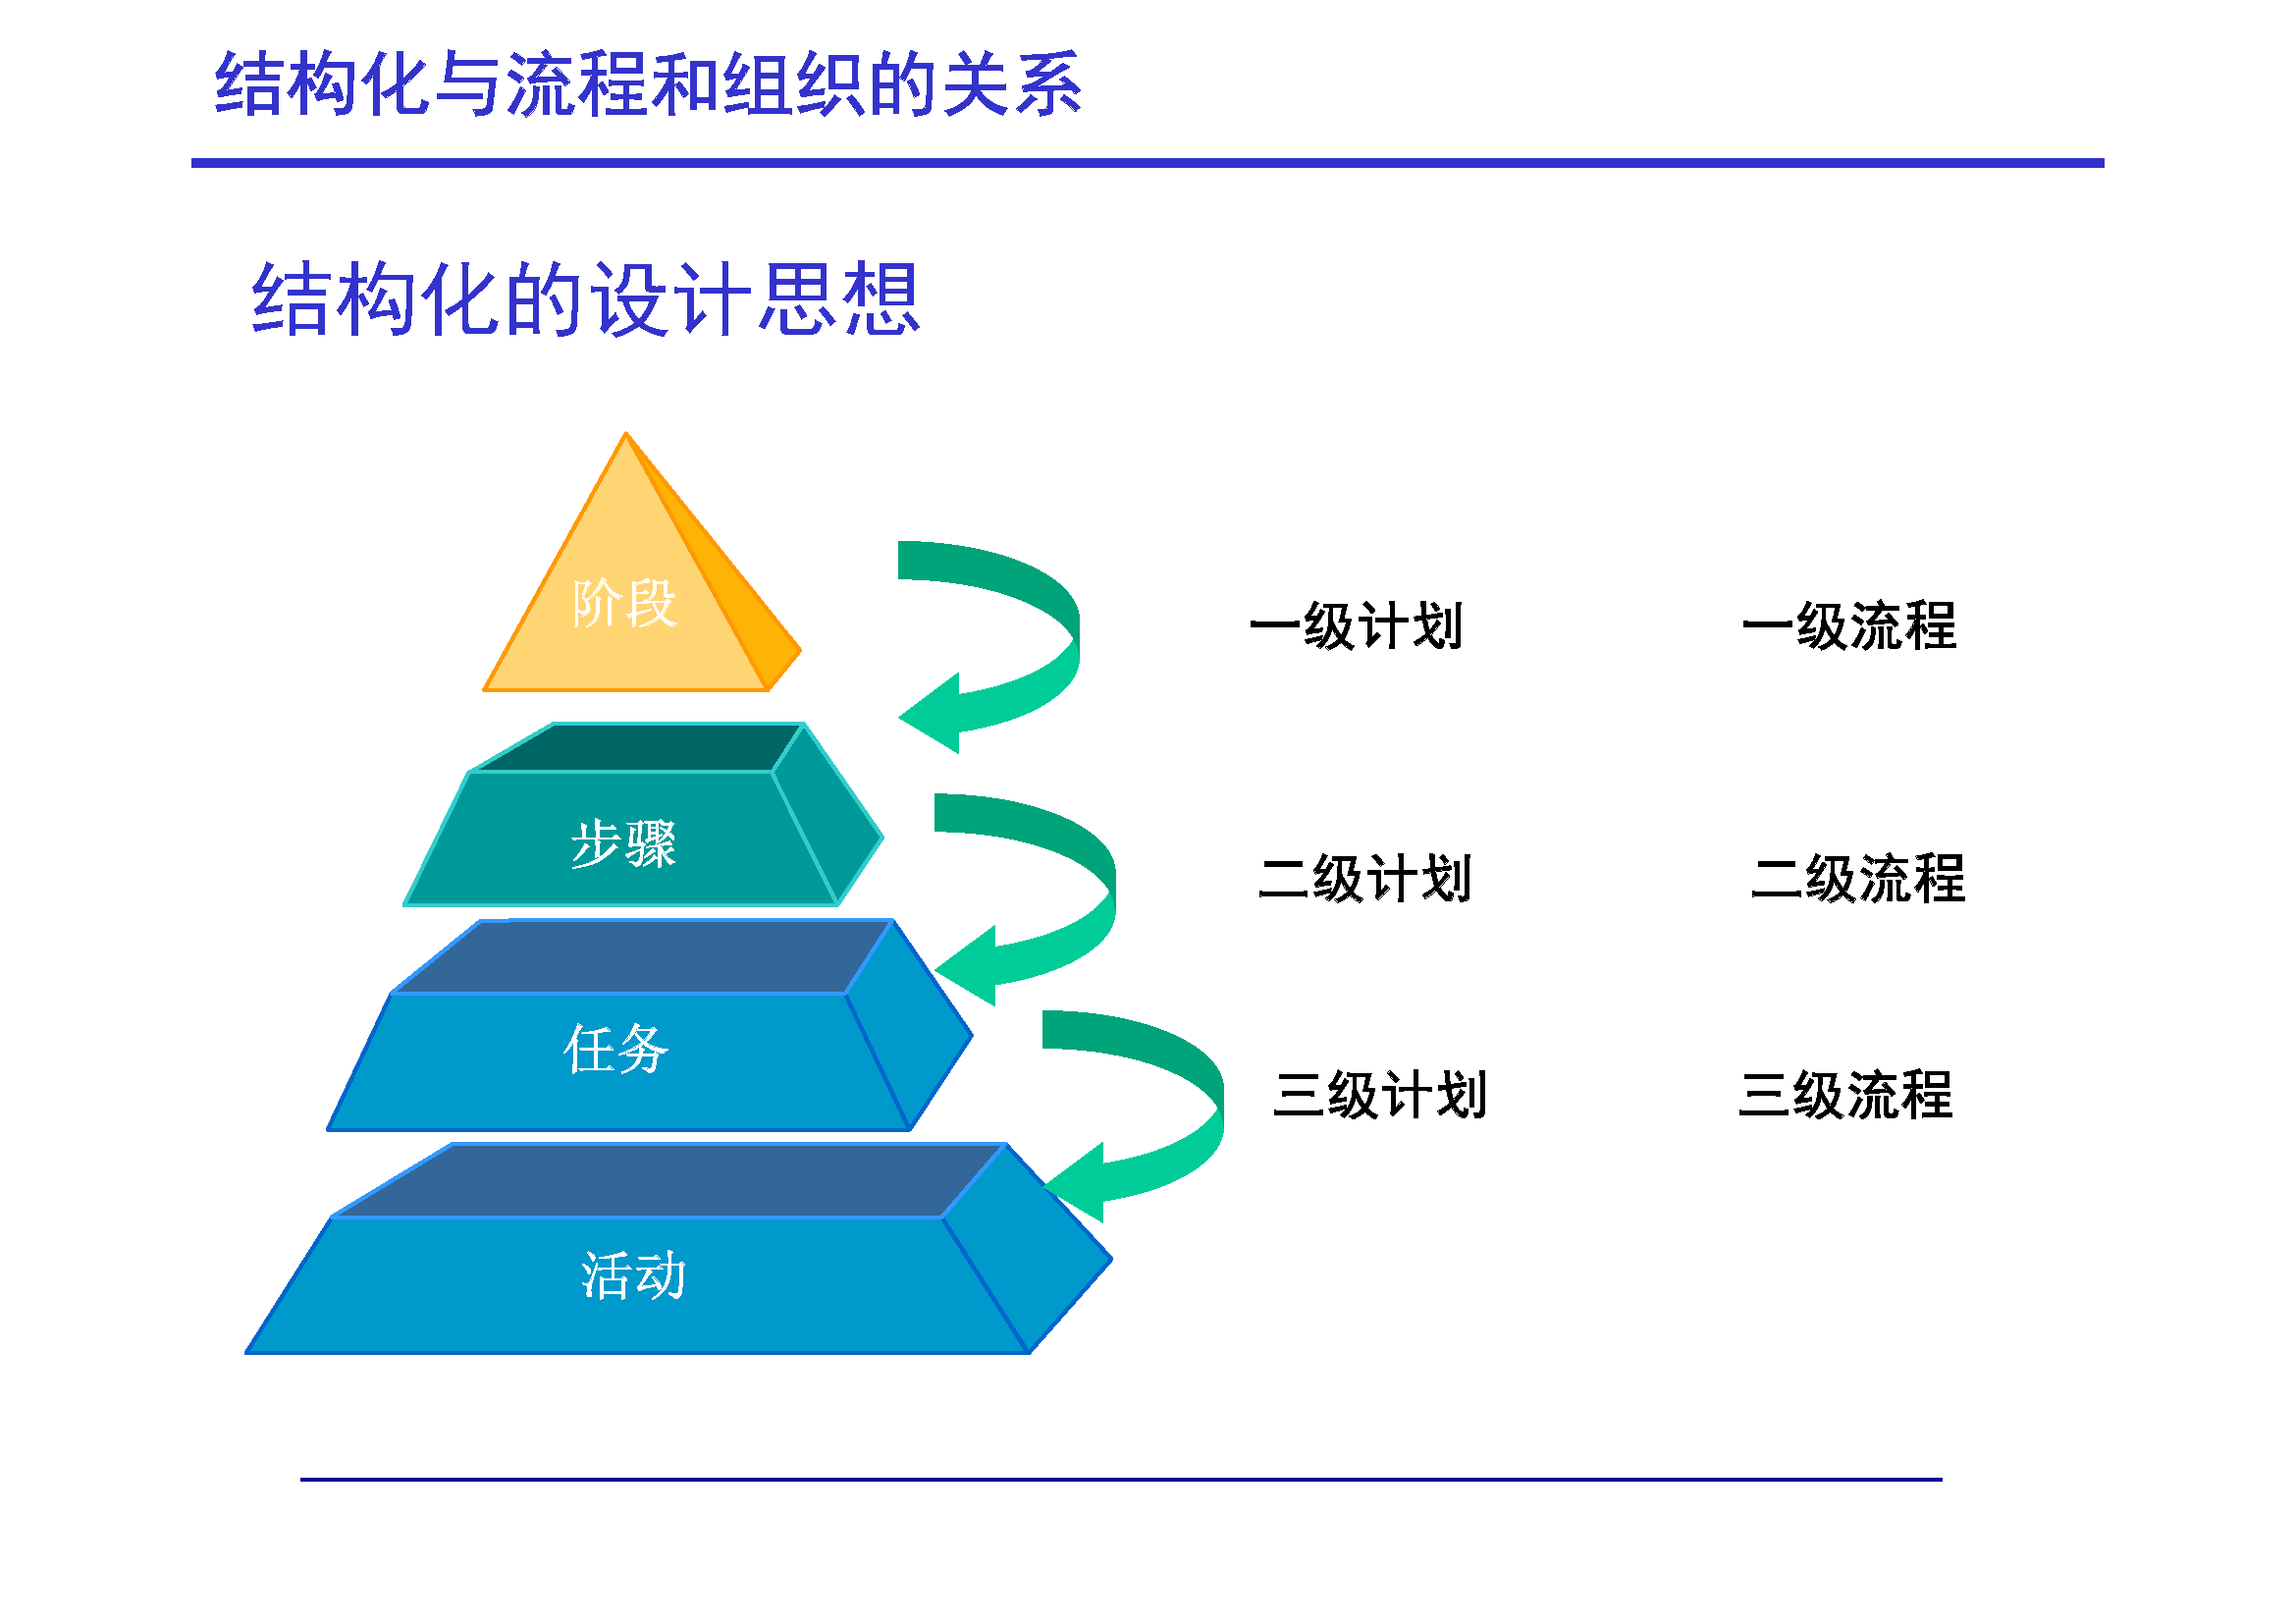 结构化与流程和组织的关系
结构化的设计思想
阶段
一级计划
一级流程
步骤
二级计划
二级流程
任务
三级计划
三级流程
活动